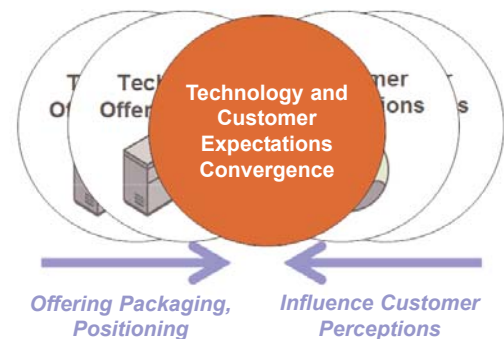 Technology and
Customer
Expectations
Convergence
Offering Packaging,
Positioning
Influence Customer
Perceptions